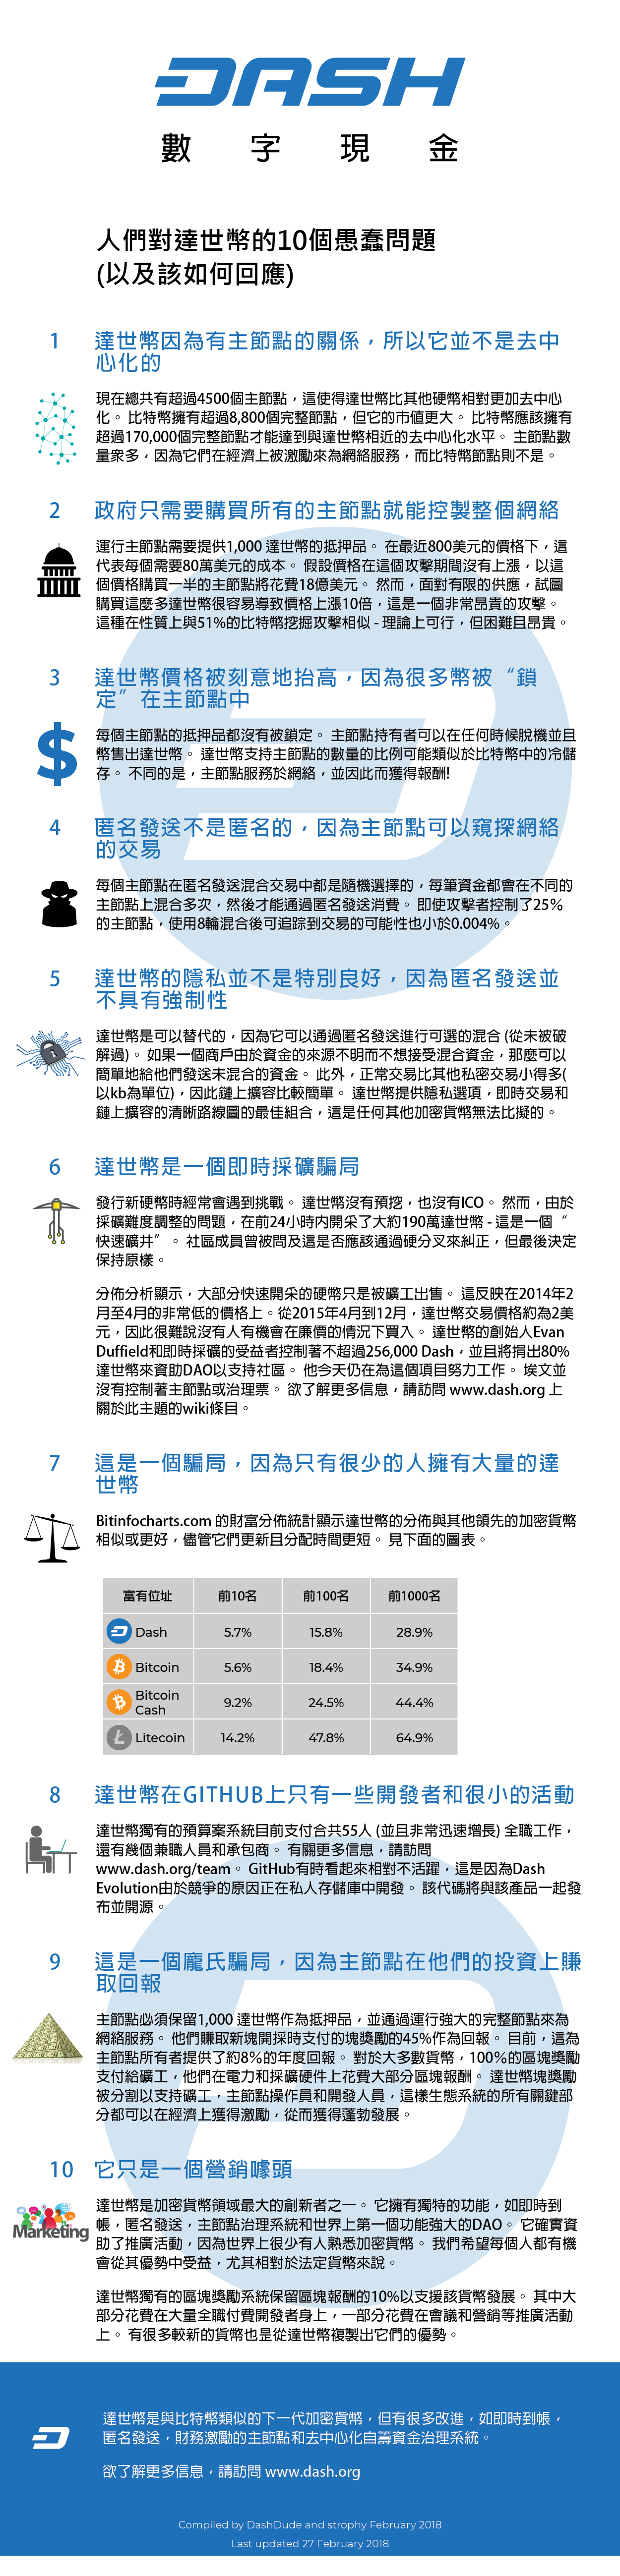 DASH
數字現金
人們對達世幣的10個愚蠢問題
(以及該如何回應)
1 達世幣因為有主節點的關係，所以它並不是去中
心化的
現在總共有超過4500個主節點，這使得達世幣比其他硬幣相對更加去中心
化。 比特幣擁有超過8,800個完整節點，但它的市值更大。 比特幣應該擁有
超過170,000個完整節點才能達到與達世幣相近的去中心化水平。 主節點數
量眾多，因為它們在經濟上被激勵來為網絡服務，而比特幣節點則不是。
2 政府只需要購買所有的主節點就能控製整個網絡
運行主節點需要提供1,000 達世幣的抵押品。 在最近800美元的價格下，這
代表每個需要80萬美元的成本。 假設價格在這個攻擊期間沒有上漲，以這
個價格購買一半的主節點將花費18億美元。 然而，面對有限的供應，試圖
購買這麼多達世幣很容易導致價格上漲10倍，這是一個非常昂貴的攻擊。
這種在性質上與51%的比特幣挖掘攻擊相似 - 理論上可行，但困難且昂貴。
3 達世幣價格被刻意地抬高，因為很多幣被“鎖
定”在主節點中
每個主節點的抵押品都沒有被鎖定。 主節點持有者可以在任何時候脫機並且
幣售出達世幣。 達世幣支持主節點的數量的比例可能類似於比特幣中的冷儲
存。 不同的是，主節點服務於網絡，並因此而獲得報酬!
4 匿名發送不是匿名的，因為主節點可以窺探網絡
的交易
每個主節點在匿名發送混合交易中都是隨機選擇的，每筆資金都會在不同的
主節點上混合多次，然後才能通過匿名發送消費。 即使攻擊者控制了25%
的主節點，使用8輪混合後可追踪到交易的可能性也小於0.004%。
5 達世幣的隱私並不是特別良好，因為匿名發送並
不具有強制性
達世幣是可以替代的，因為它可以通過匿名發送進行可選的混合 (從未被破
解過)。 如果一個商戶由於資金的來源不明而不想接受混合資金，那麼可以
簡單地給他們發送未混合的資金。 此外，正常交易比其他私密交易小得多(
以kb為單位)，因此鏈上擴容比較簡單。 達世幣提供隱私選項，即時交易和
鏈上擴容的清晰路線圖的最佳組合，這是任何其他加密貨幣無法比擬的。
6 達世幣是一個即時採礦騙局
發行新硬幣時經常會遇到挑戰。 達世幣沒有預挖，也沒有ICO。 然而，由於
採礦難度調整的問題，在前24小時內開采了大約190萬達世幣 - 這是一個“
快速礦井”。 社區成員曾被問及這是否應該通過硬分叉來糾正，但最後決定
保持原樣。
分佈分析顯示，大部分快速開采的硬幣只是被礦工出售。 這反映在2014年2
月至4月的非常低的價格上。從2015年4月到12月，達世幣交易價格約為2美
元，因此很難說沒有人有機會在廉價的情況下買入。 達世幣的創始人Evan
Duffield和即時採礦的受益者控制著不超過256,000 Dash，並且將捐出80%
達世幣來資助DAO以支持社區。 他今天仍在為這個項目努力工作。 埃文並
沒有控制著主節點或治理票。 欲了解更多信息，請訪問 www.dash.org 上
關於此主題的wiki條目。
7 這是一個騙局，因為只有很少的人擁有大量的達
世幣
Bitinfocharts.com 的財富分佈統計顯示達世幣的分佈與其他領先的加密貨幣
相似或更好，儘管它們更新且分配時間更短。 見下面的圖表。
富有位址 前10名 前100名 前1000名
Dash 5.7% 15.8% 28.9%
Bitcoin 5.6% 18.4% 34.9%
Bitcoin
Cash 9.2% 24.5% 44.4%
Litecoin 14.2% 47.8% 64.9%
8 達世幣在GITHUB上只有一些開發者和很小的活動
達世幣獨有的預算案系統目前支付合共55人 (並且非常迅速增長) 全職工作，
還有幾個兼職人員和承包商。 有關更多信息，請訪問
www.dash.org/team。 GitHub有時看起來相對不活躍，這是因為Dash
Evolution由於競爭的原因正在私人存儲庫中開發。 該代碼將與該產品一起發
布並開源。
9 這是一個龐氏騙局，因為主節點在他們的投資上賺
取回報
主節點必須保留1,000 達世幣作為抵押品，並通過運行強大的完整節點來為
網絡服務。 他們賺取新塊開採時支付的塊獎勵的45%作為回報。 目前，這為
主節點所有者提供了約8%的年度回報。 對於大多數貨幣，100%的區塊獎勵
支付給礦工，他們在電力和採礦硬件上花費大部分區塊報酬。 達世幣塊獎勵
被分割以支持礦工，主節點操作員和開發人員，這樣生態系統的所有關鍵部
分都可以在經濟上獲得激勵，從而獲得蓬勃發展。
10 它只是一個營銷噱頭
Marketing
達世幣是加密貨幣領域最大的創新者之一。 它擁有獨特的功能，如即時到
帳，匿名發送，主節點治理系統和世界上第一個功能強大的DAO。 它確實資
助了推廣活動，因為世界上很少有人熟悉加密貨幣。 我們希望每個人都有機
會從其優勢中受益，尤其相對於法定貨幣來說。
達世幣獨有的區塊獎勵系統保留區塊報酬的10%以支援該貨幣發展。 其中大
部分花費在大量全職付費開發者身上，一部分花費在會議和營銷等推廣活動
上。 有很多較新的貨幣也是從達世幣複製出它們的優勢。
達世幣是與比特幣類似的下一代加密貨幣，但有很多改進，如即時到帳，
匿名發送，財務激勵的主節點和去中心化自籌資金治理系統。
欲了解更多信息，請訪問 www.dash.org
Compiled by DashDude and strophy February 2018
Last updated 27 February 2018